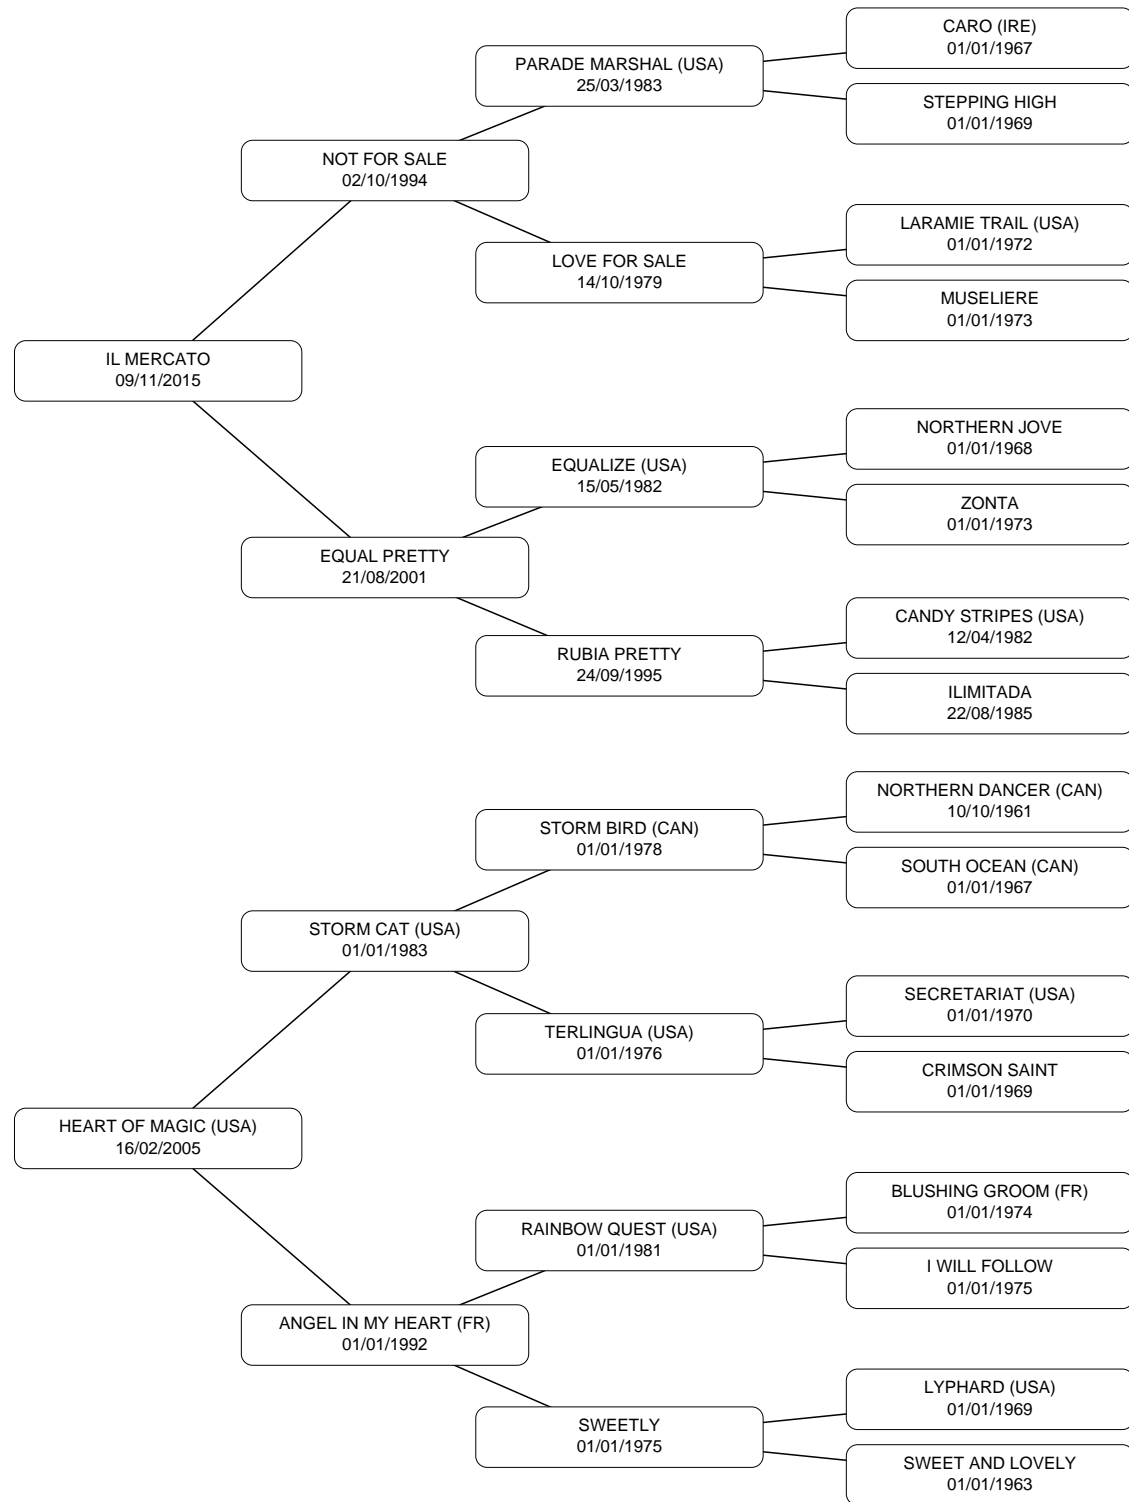 CARO (IRE)
01/01/1967
PARADE MARSHAL (USA)
25/03/1983
STEPPING HIGH
01/01/1969
NOT FOR SALE
02/10/1994
LARAMIE TRAIL (USA)
01/01/1972
LOVE FOR SALE
14/10/1979
MUSELIERE
01/01/1973
IL MERCATO
09/11/2015
NORTHERN JOVE
01/01/1968
EQUALIZE (USA)
15/05/1982
ZONTA
01/01/1973
EQUAL PRETTY
21/08/2001
CANDY STRIPES (USA)
12/04/1982
RUBIA PRETTY
24/09/1995
ILIMITADA
22/08/1985
NORTHERN DANCER (CAN)
10/10/1961
STORM BIRD (CAN)
01/01/1978
SOUTH OCEAN (CAN)
01/01/1967
STORM CAT (USA)
01/01/1983
SECRETARIAT (USA)
01/01/1970
TERLINGUA (USA)
01/01/1976
CRIMSON SAINT
01/01/1969
HEART OF MAGIC (USA)
16/02/2005
BLUSHING GROOM (FR)
01/01/1974
RAINBOW QUEST (USA)
01/01/1981
I WILL FOLLOW
01/01/1975
ANGEL IN MY HEART (FR)
01/01/1992
LYPHARD (USA)
01/01/1969
SWEETLY
01/01/1975
SWEET AND LOVELY
01/01/1963